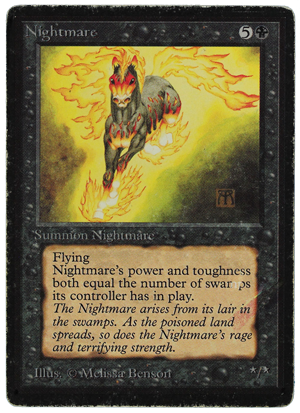 Nightmare 5
Summon Nightmare
Flying
Nightmare's power and toughness
both equal the number of swamps
its controller has in play.
The Nightmare arises from its lair in
the swamps. As the poisoned land
spreads, so does the Nightmare's rage
and terrifying strength.
Illus. © Melissa Benson */*